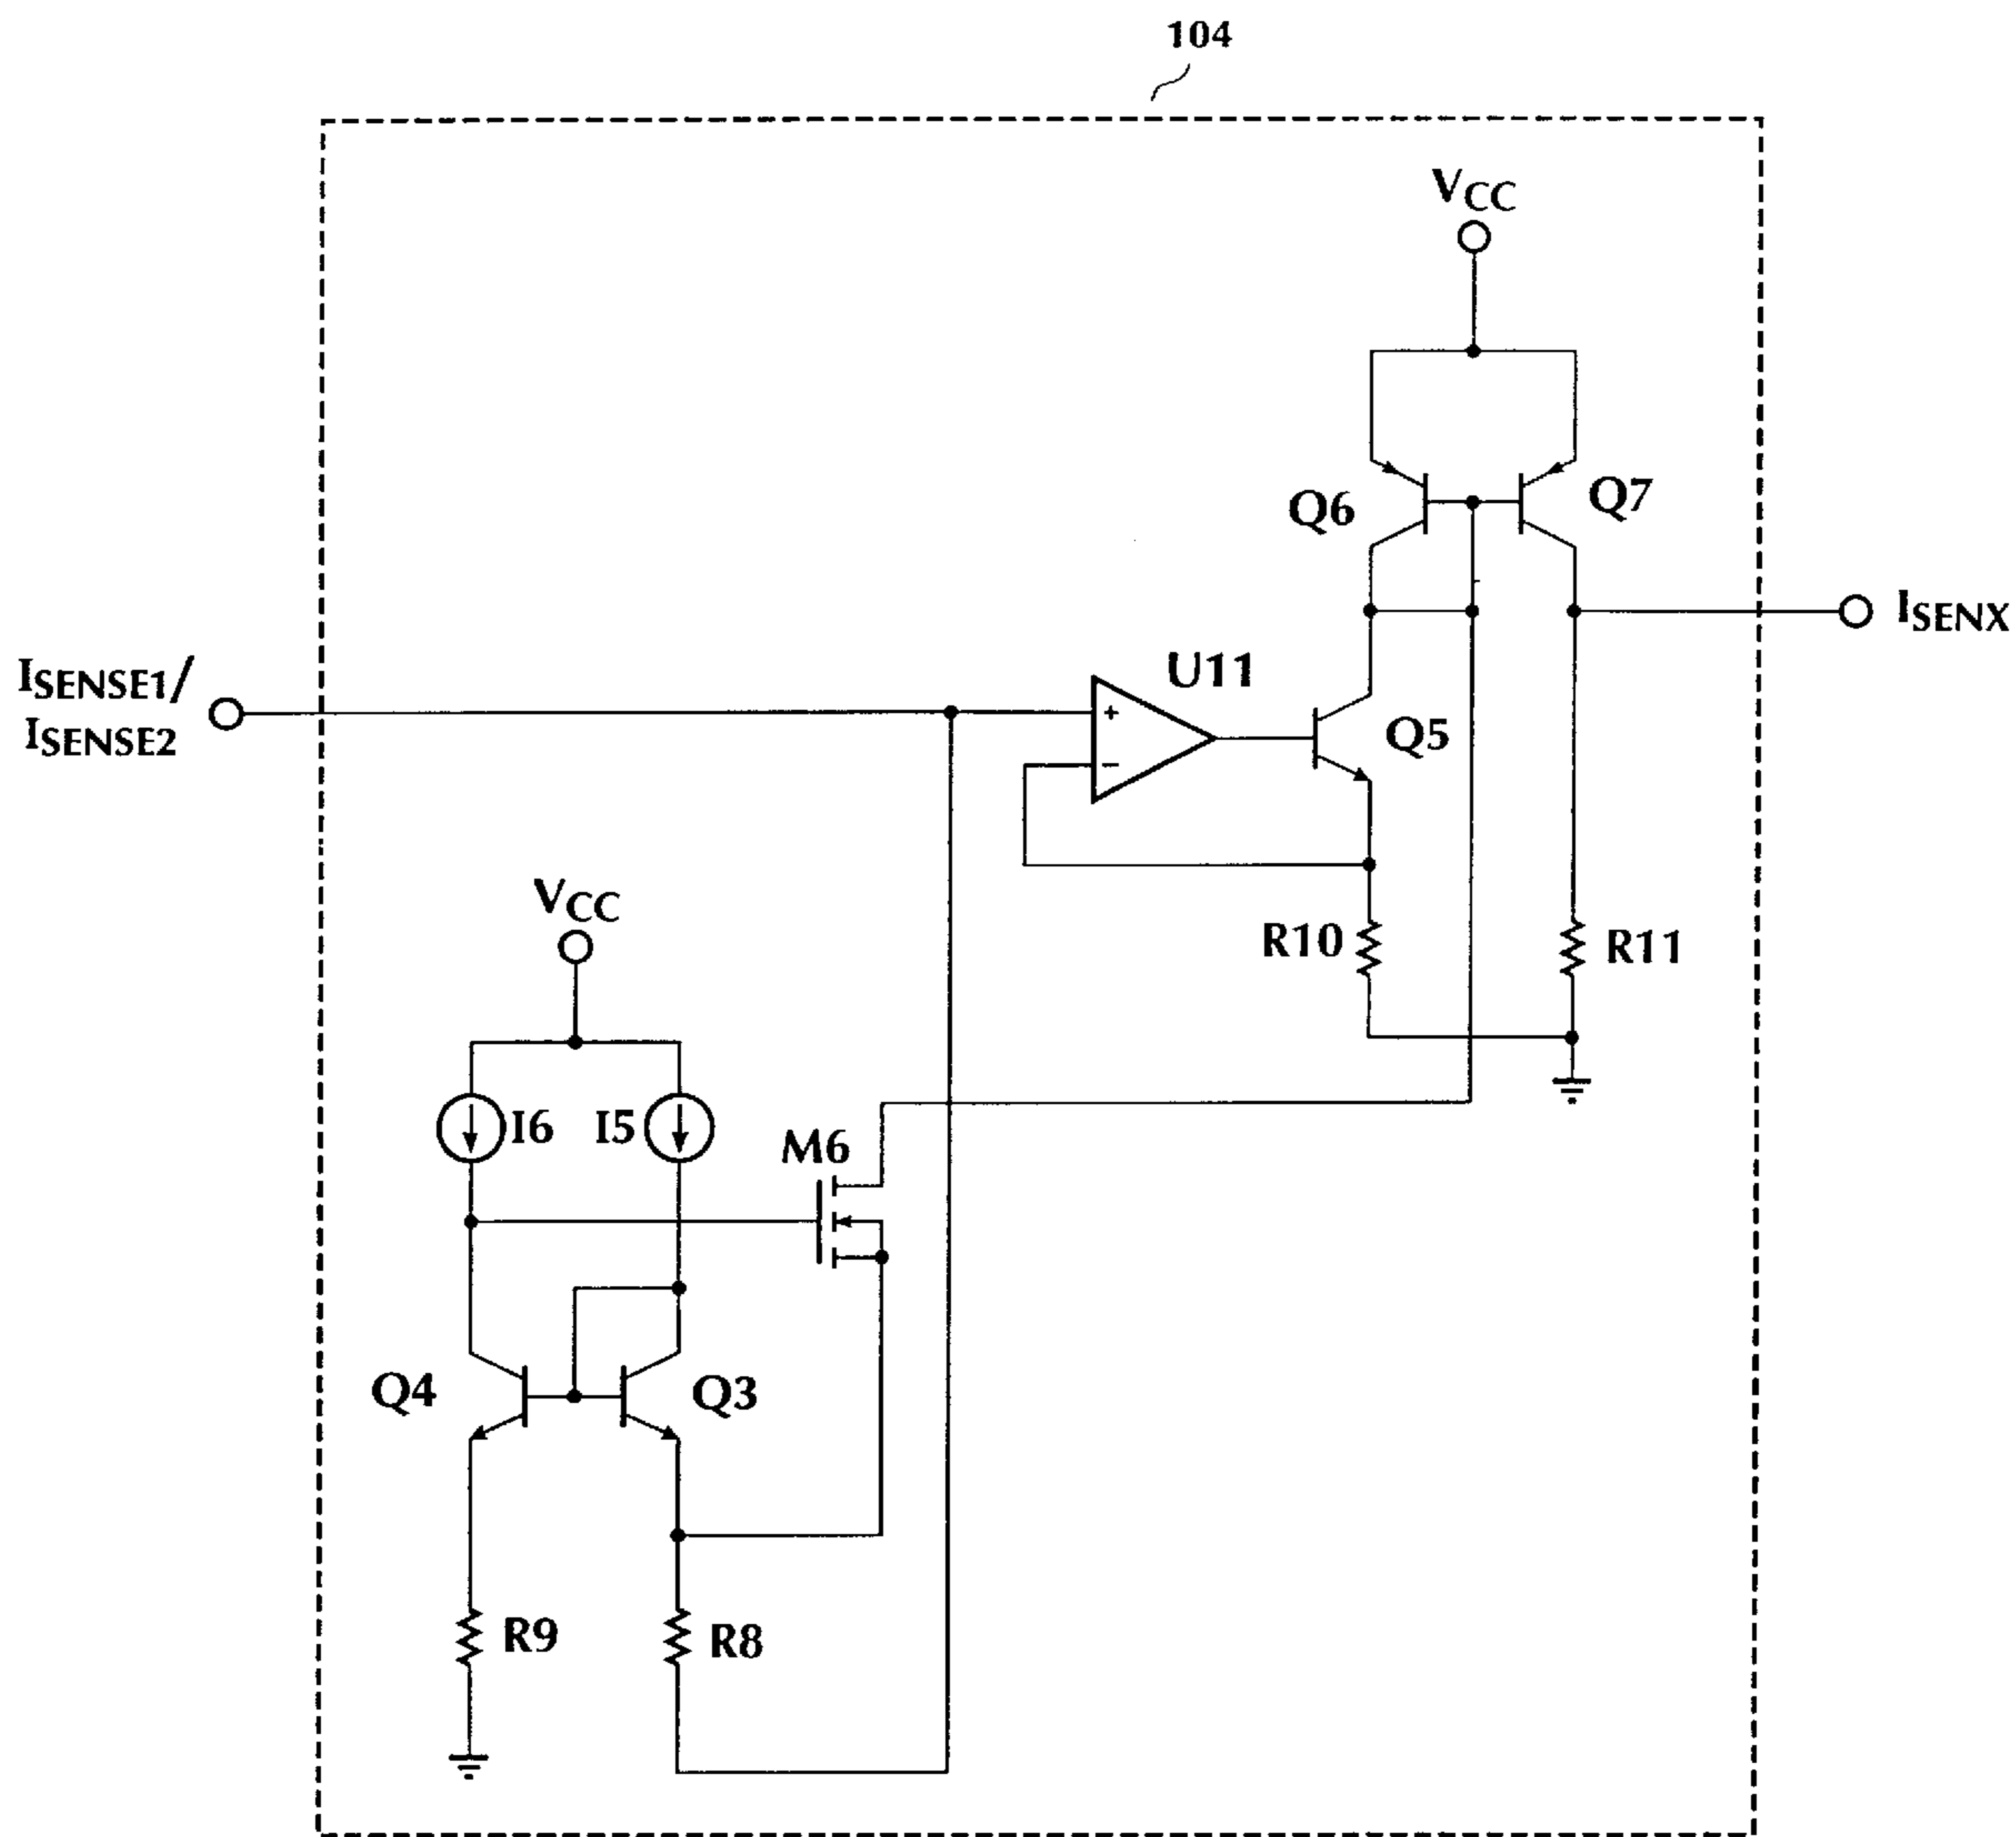 104
VCC
Q6
Q7
ISENX
ISENSE1/
ISENSE2
U11
+
−
Q5
VCC
R10
R11
I6
I5
M6
Q4
Q3
R9
R8